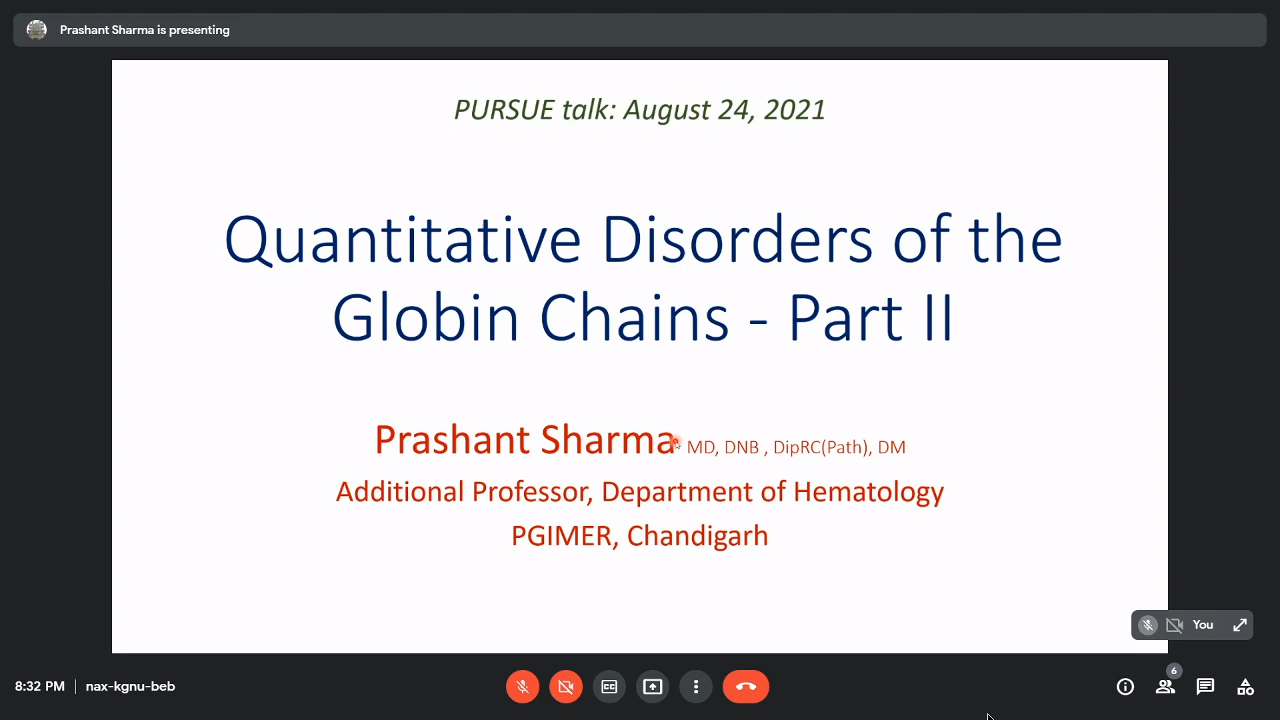 Prashant Sharma is presenting
PURSUE talk: August 24, 2021
Quantitative Disorders of the
Globin Chains - Part II
Prashant Sharma MD, DNB , DipRC(Path), DM
Additional Professor, Department of Hematology
PGIMER, Chandigarh
You
8:32 PM | nax-kgnu-beb
CC
6